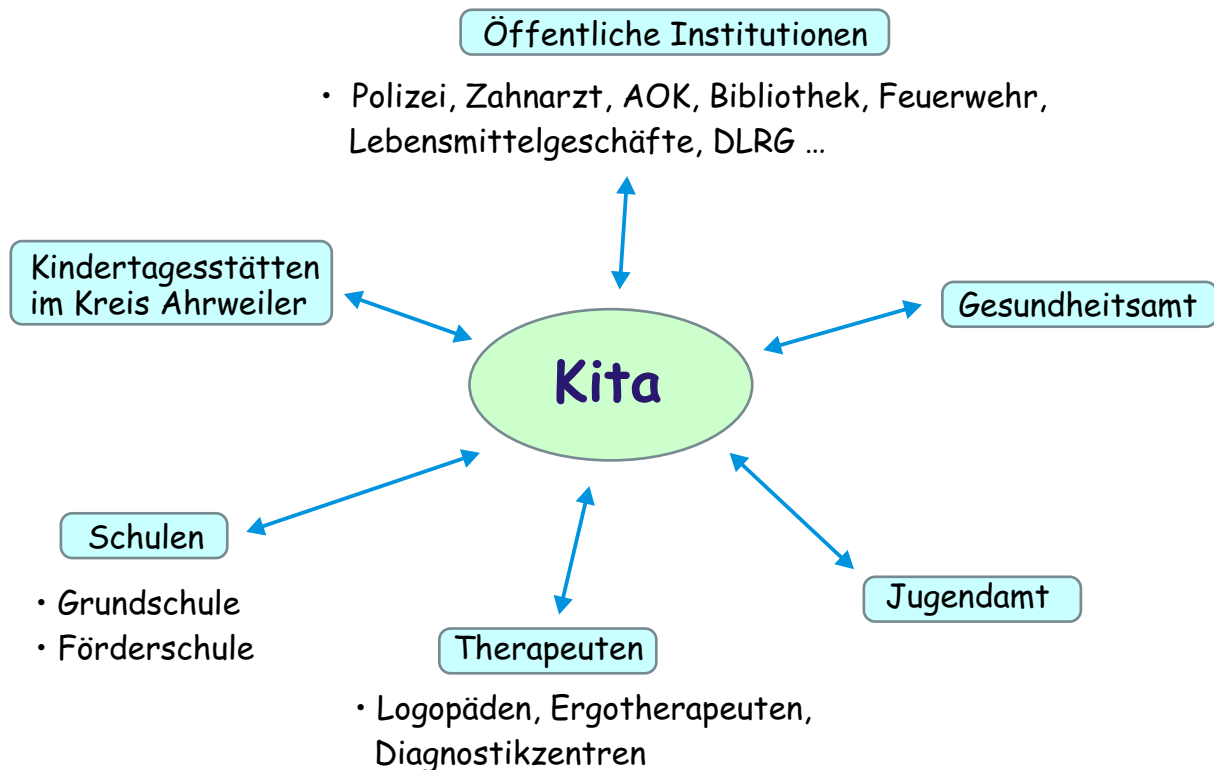 Öffentliche Institutionen
• Polizei, Zahnarzt, AOK, Bibliothek, Feuerwehr,
Lebensmittelgeschäfte, DLRG …
Kindertagesstätten
im Kreis Ahrweiler
Gesundheitsamt
Kita
Schulen
• Grundschule
• Förderschule
Jugendamt
Therapeuten
• Logopäden, Ergotherapeuten,
Diagnostikzentren